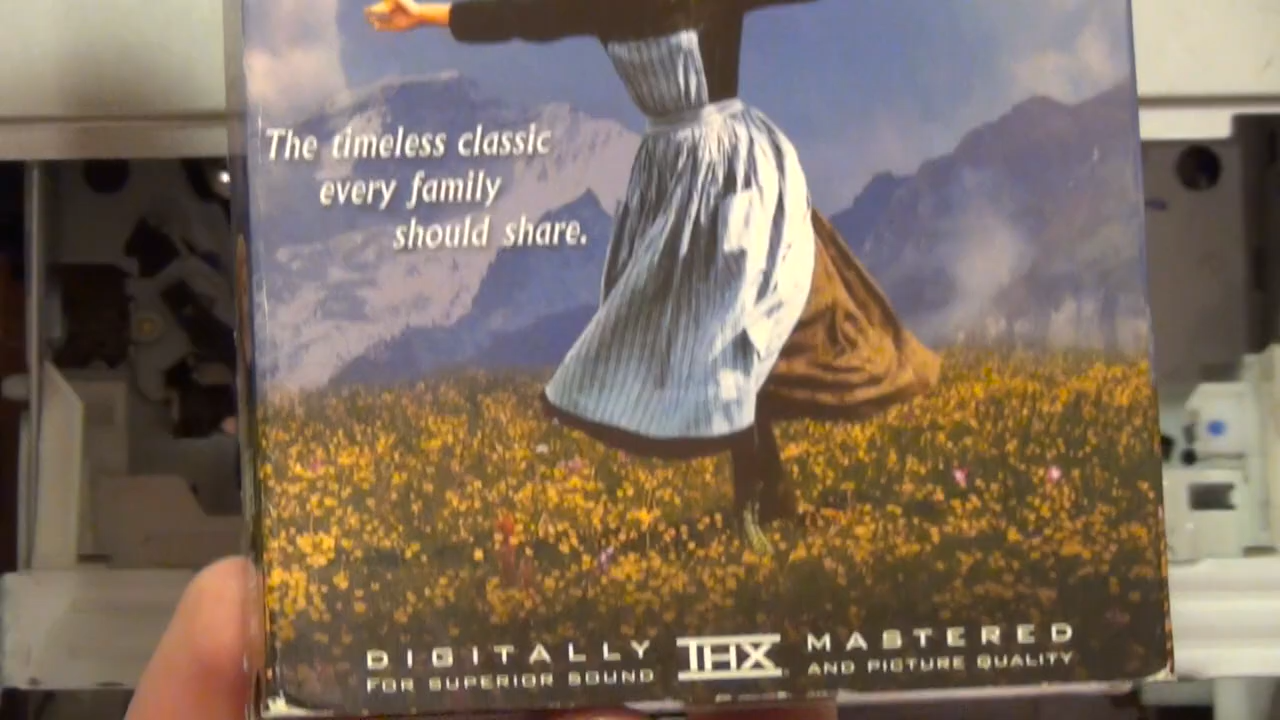 The timeless classic
every family
should share.
DIGITALLY THX MASTERED
FOR SUPERIOR SOUND AND PICTURE QUALITY